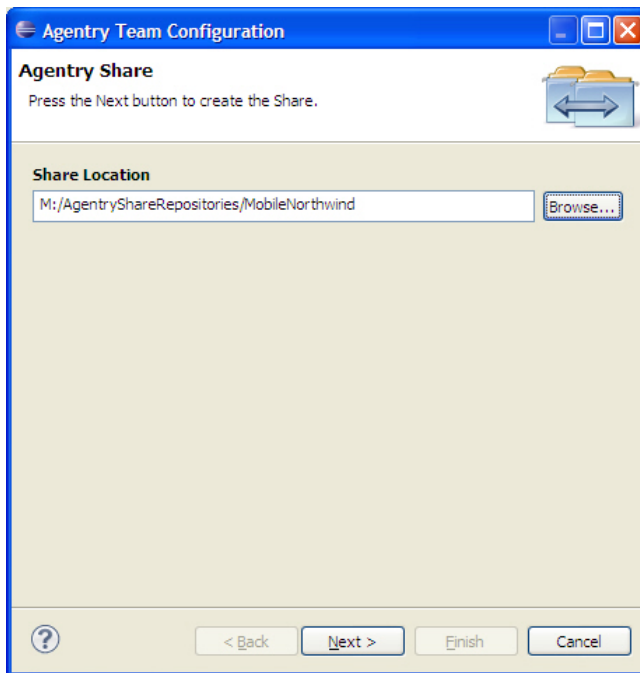 Agentry Team Configuration
Agentry Share
Press the Next button to create the Share.
Share Location
M:/AgentryShareRepositories/MobileNorthwind
Browse...
?
< Back
Next >
Finish
Cancel